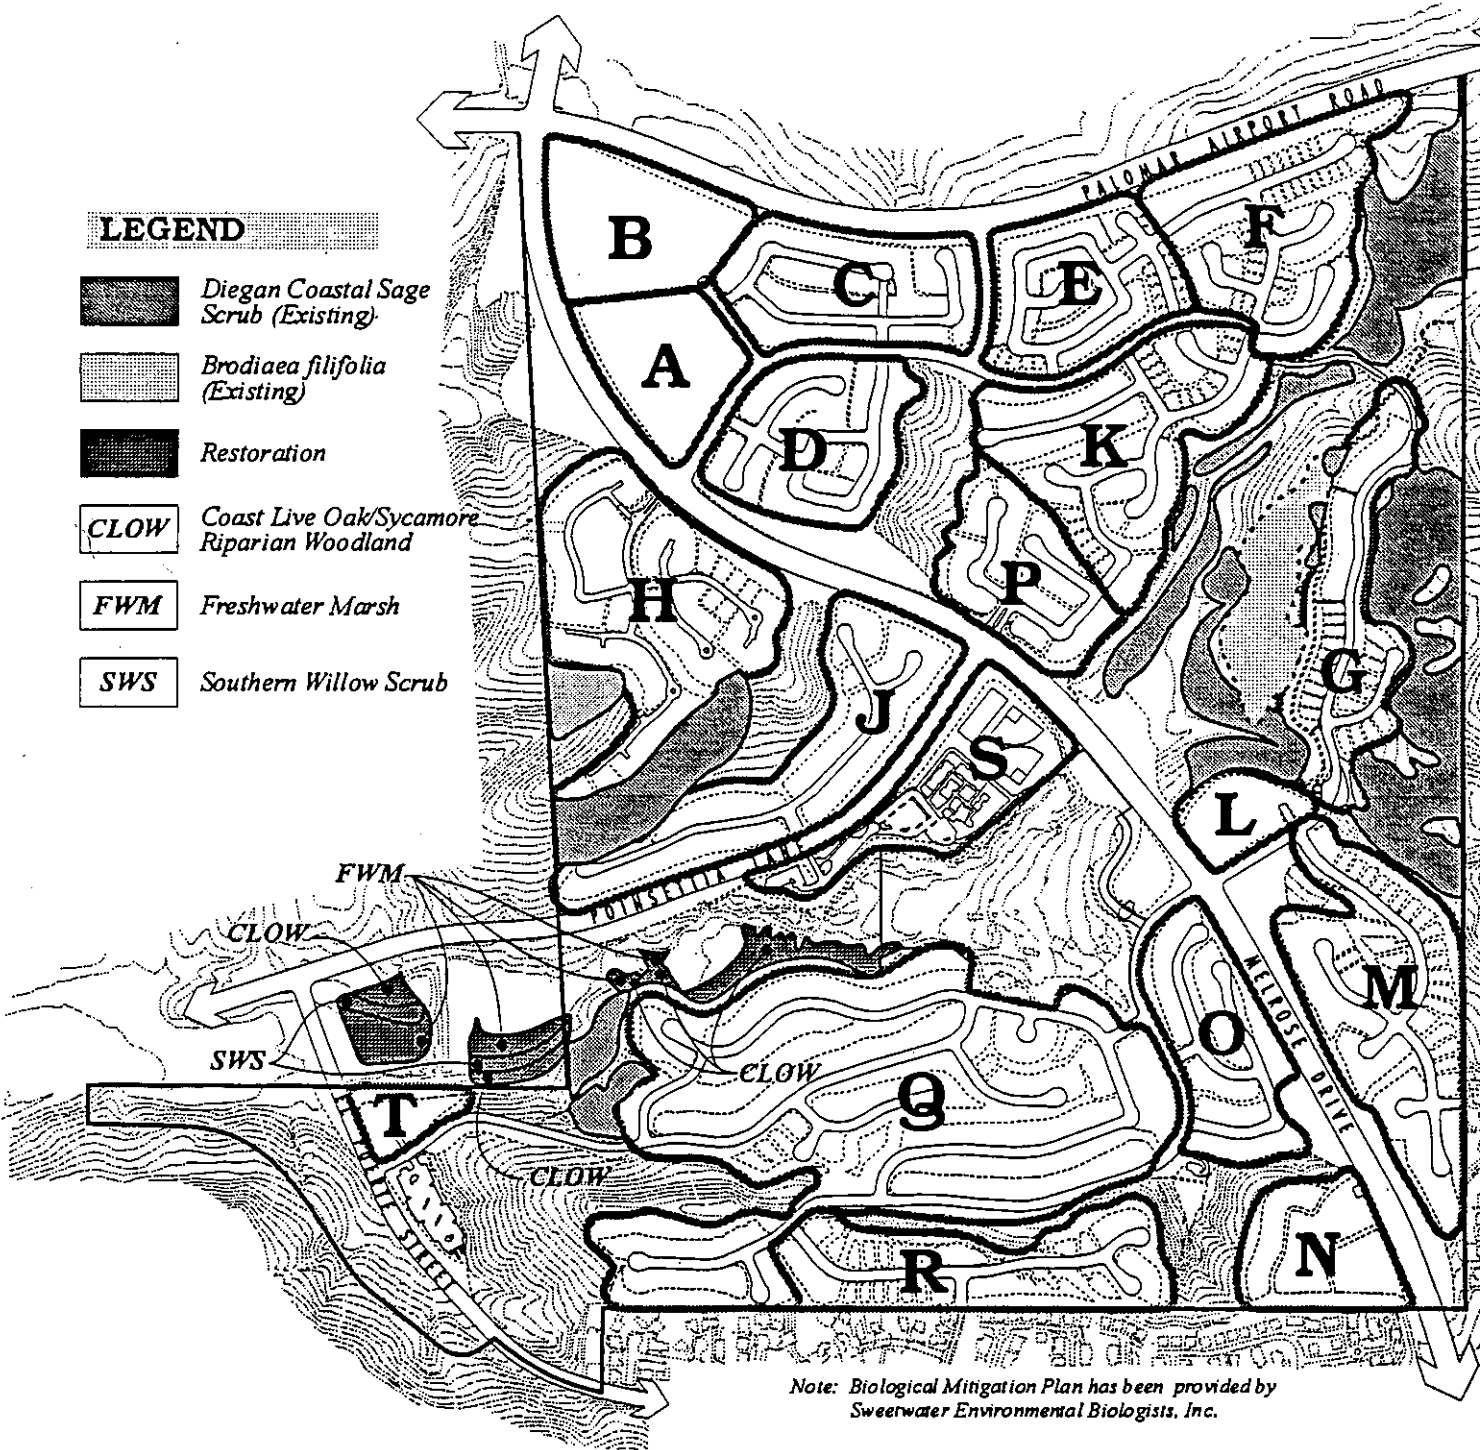 LEGEND
Diegan Coastal Sage
Scrub (Existing)
Brodiaea filifolia
(Existing)
Restoration
CLOW
Coast Live Oak/Sycamore
Riparian Woodland
FWM
Freshwater Marsh
SWS
Southern Willow Scrub
PALOMAR AIRPORT ROAD
B
F
C
E
A
D
K
H
P
G
J
S
L
POINSETTIA LANE
FWM
CLOW
MELROSE DRIVE
M
O
SWS
CLOW
Q
T
CLOW
STREET
R
N
Note: Biological Mitigation Plan has been provided by
Sweetwater Environmental Biologists, Inc.